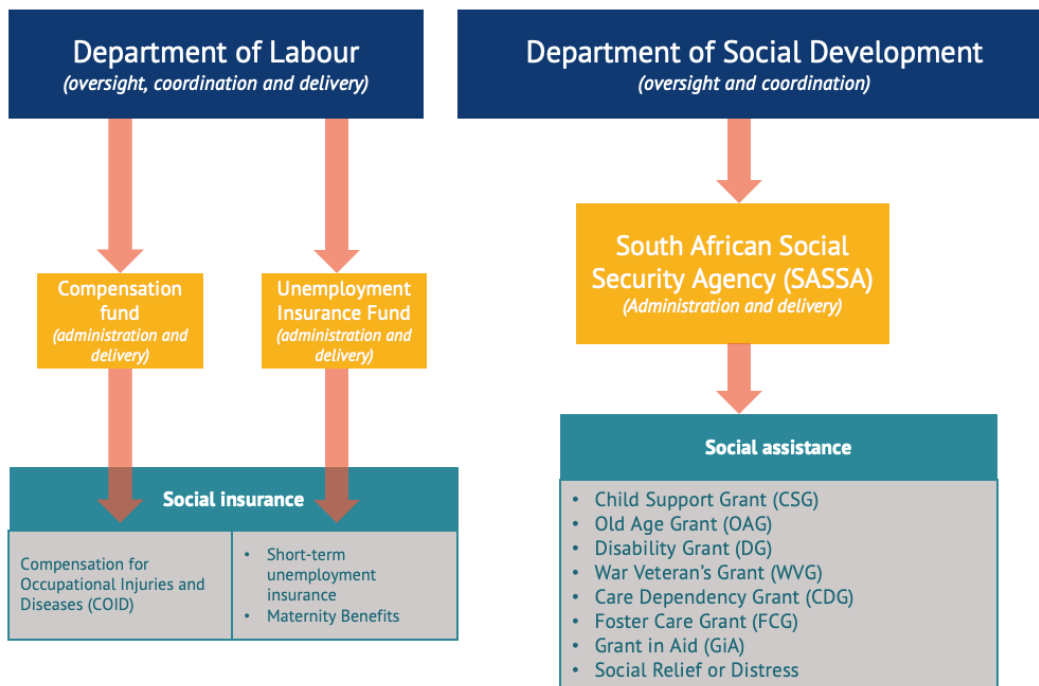 Department of Labour
(oversight, coordination and delivery)
Department of Social Development
(oversight and coordination)
Compensation
fund
(administration and
delivery)
Unemployment
Insurance Fund
(administration and
delivery)
South African Social
Security Agency (SASSA)
(Administration and delivery)
Social insurance
Compensation for
Occupational Injuries and
Diseases (COID)
• Short-term
unemployment
insurance
• Maternity Benefits
Social assistance
• Child Support Grant (CSG)
• Old Age Grant (OAG)
• Disability Grant (DG)
• War Veteran’s Grant (WVG)
• Care Dependency Grant (CDG)
• Foster Care Grant (FCG)
• Grant in Aid (GiA)
• Social Relief or Distress